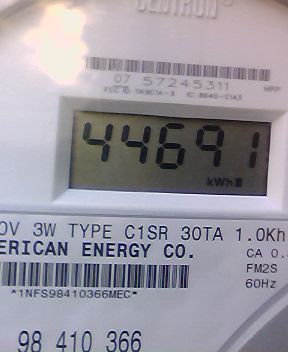 CENTRON
07 57245311
44691
kWh
0V 3W TYPE C1SR 30TA 1.0Kh
ERICAN ENERGY CO.
CA 0.
FM2S
60Hz
*1NFS98410366MEC*
98 410 366